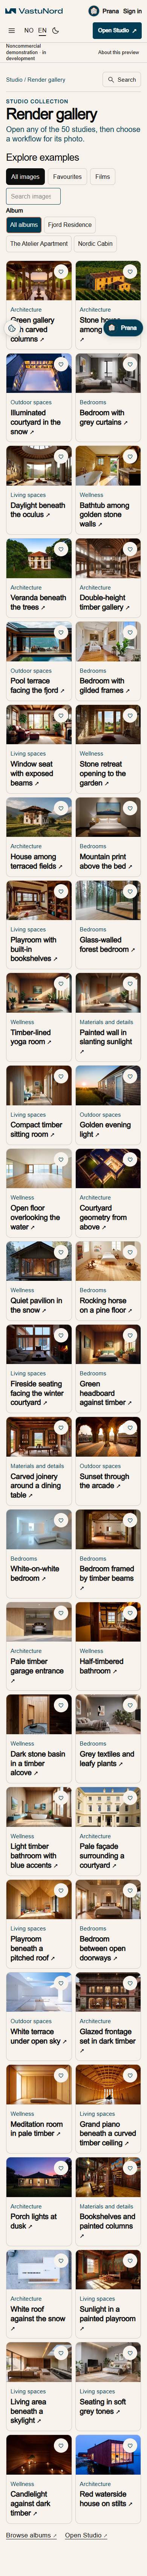 VastuNord
Prana
Sign in
NO
EN
Open Studio ↗
Noncommercial
demonstration · in
development
About this preview
Studio / Render gallery
Search
STUDIO COLLECTION
Render gallery
Open any of the 50 studies, then choose
a workflow for its photo.
Explore examples
All images
Favourites
Films
Search images
Album
All albums
Fjord Residence
The Atelier Apartment
Nordic Cabin
Architecture
Green gallery
with carved
columns ↗
Architecture
Stone house
among
↗
Prana
Outdoor spaces
Illuminated
courtyard in the
snow ↗
Bedrooms
Bedroom with
grey curtains ↗
Living spaces
Daylight beneath
the oculus ↗
Wellness
Bathtub among
golden stone
walls ↗
Architecture
Veranda beneath
the trees ↗
Architecture
Double-height
timber gallery ↗
Outdoor spaces
Pool terrace
facing the fjord ↗
Bedrooms
Bedroom with
gilded frames ↗
Living spaces
Window seat
with exposed
beams ↗
Wellness
Stone retreat
opening to the
garden ↗
Architecture
House among
terraced fields ↗
Bedrooms
Mountain print
above the bed ↗
Living spaces
Playroom with
built-in
bookshelves ↗
Bedrooms
Glass-walled
forest bedroom ↗
Wellness
Timber-lined
yoga room ↗
Materials and details
Painted wall in
slanting sunlight
↗
Living spaces
Compact timber
sitting room ↗
Outdoor spaces
Golden evening
light ↗
Wellness
Open floor
overlooking the
water ↗
Architecture
Courtyard
geometry from
above ↗
Wellness
Quiet pavilion in
the snow ↗
Bedrooms
Rocking horse
on a pine floor ↗
Living spaces
Fireside seating
facing the winter
courtyard ↗
Bedrooms
Green
headboard
against timber ↗
Materials and details
Carved joinery
around a dining
table ↗
Outdoor spaces
Sunset through
the arcade ↗
Bedrooms
White-on-white
bedroom ↗
Bedrooms
Bedroom framed
by timber beams
↗
Architecture
Pale timber
garage entrance
↗
Wellness
Half-timbered
bathroom ↗
Wellness
Dark stone basin
in a timber
alcove ↗
Bedrooms
Grey textiles and
leafy plants ↗
Wellness
Light timber
bathroom with
blue accents ↗
Architecture
Pale façade
surrounding a
courtyard ↗
Living spaces
Playroom
beneath a
pitched roof ↗
Bedrooms
Bedroom
between open
doorways ↗
Outdoor spaces
White terrace
under open sky ↗
Architecture
Glazed frontage
set in dark timber
↗
Wellness
Meditation room
in pale timber ↗
Living spaces
Grand piano
beneath a curved
timber ceiling ↗
Architecture
Porch lights at
dusk ↗
Materials and details
Bookshelves and
painted columns
↗
Architecture
White roof
against the snow
↗
Living spaces
Sunlight in a
painted playroom
↗
Living spaces
Living area
beneath a
skylight ↗
Living spaces
Seating in soft
grey tones ↗
Wellness
Candlelight
against dark
timber ↗
Architecture
Red waterside
house on stilts ↗
Browse albums ↗
Open Studio ↗